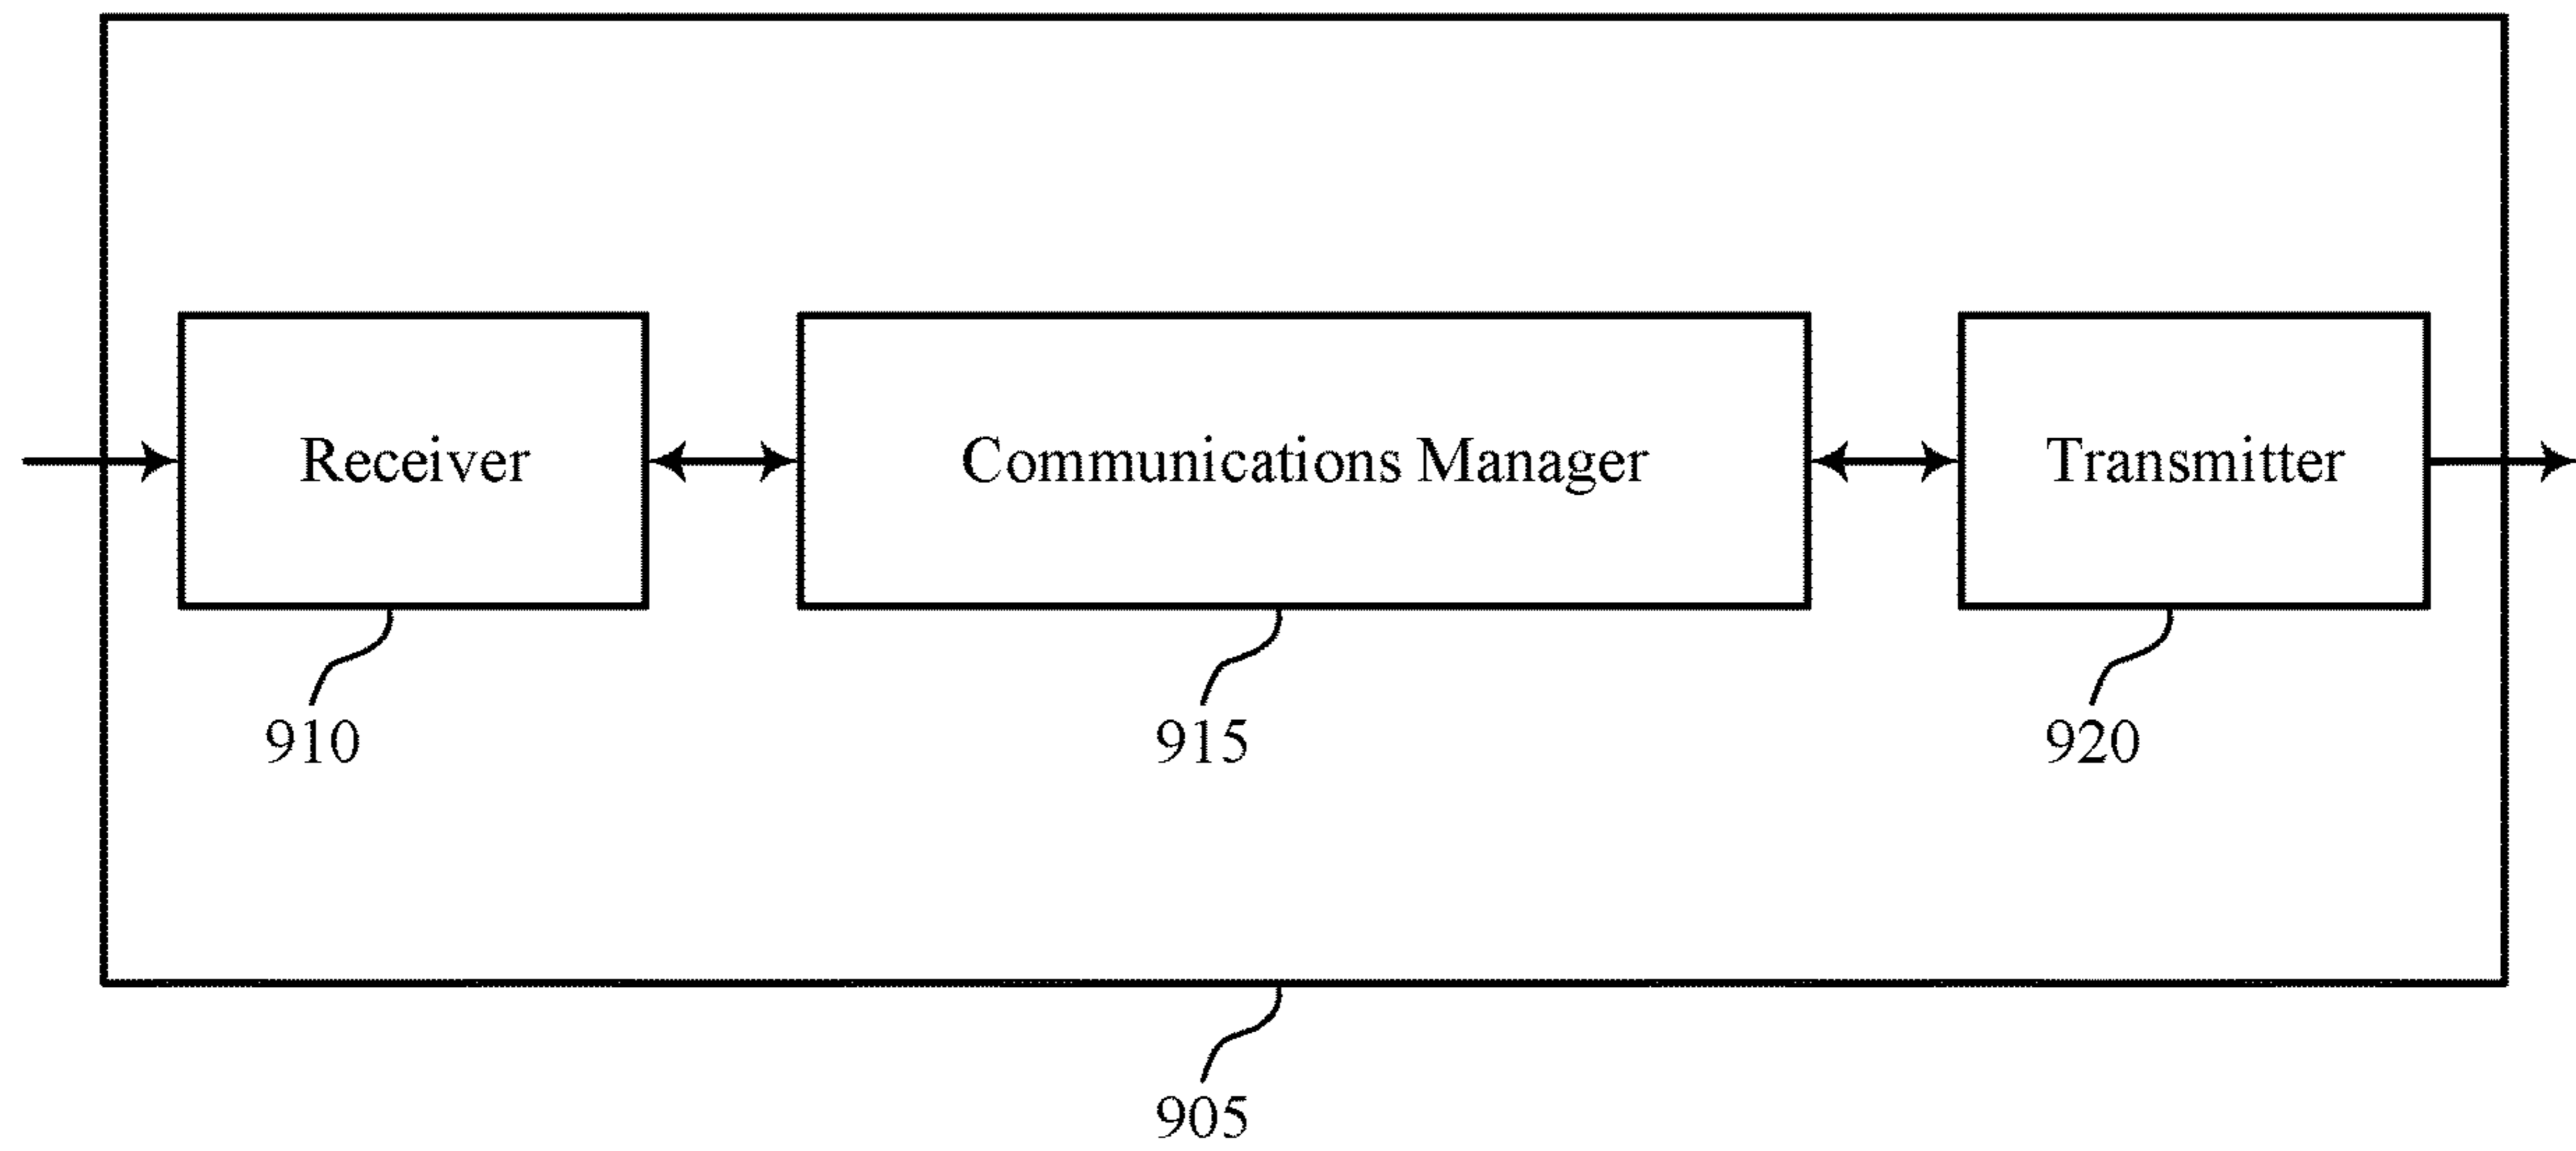 Receiver
Communications Manager
Transmitter
910
915
920
905